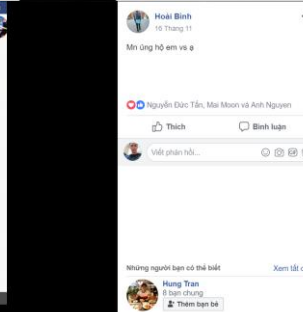 Hoài Bình
16 Tháng 11
Mn ủng hộ em vs ạ
Nguyễn Đức Tấn, Mai Moon và Anh Nguyen
Thích
Bình luận
Viết phản hồi...
Những người bạn có thể biết
Xem tất
Hung Tran
8 bạn chung
Thêm bạn bè